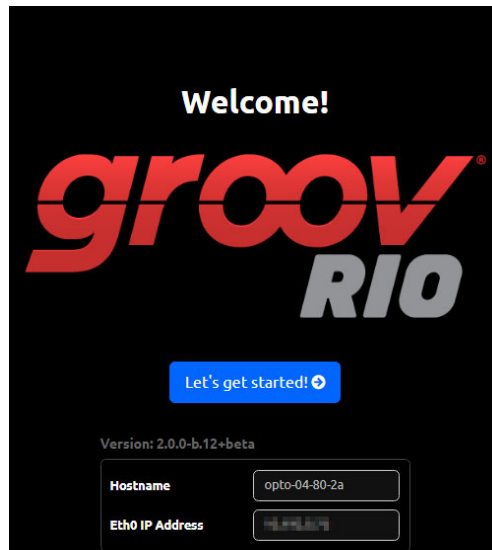 Welcome!
groov®
RIO
Let's get started!
Version: 2.0.0-b.12+beta
Hostname opto-04-80-2a
Eth0 IP Address